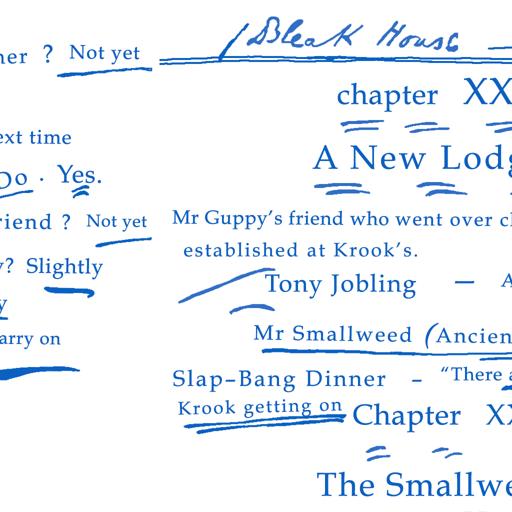 Bleak House
her ? Not yet
chapter XX
ext time
A New Lodg
Do . Yes.
riend ? Not yet
Mr Guppy's friend who went over c
established at Krook's.
y? Slightly
Tony Jobling — A
y
arry on
Mr Smallweed (Ancien
Slap-Bang Dinner - "There a
Krook getting on
Chapter XX
The Smallwe